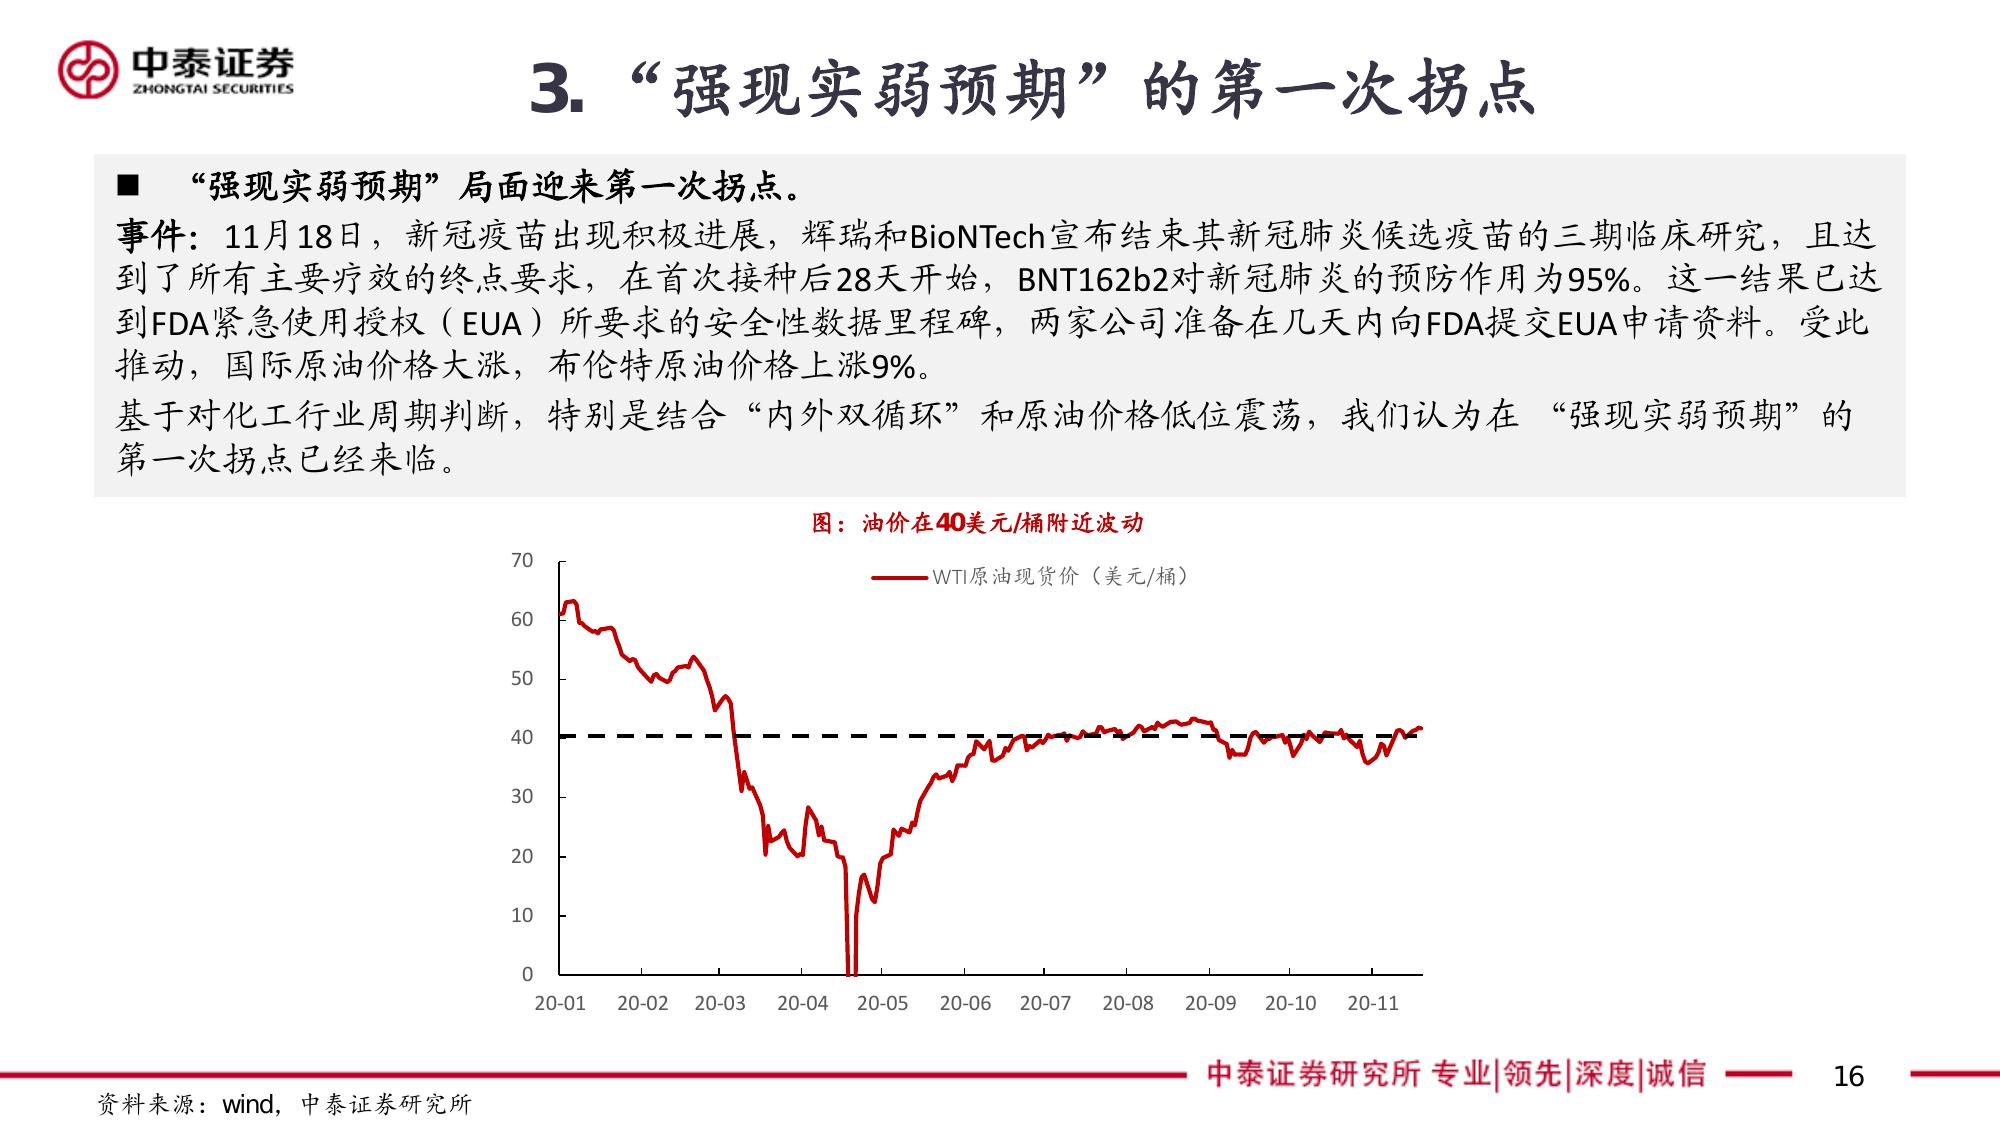 中泰证券
ZHONGTAI SECURITIES
3. “强现实弱预期”的第一次拐点
■ “强现实弱预期”局面迎来第一次拐点。
事件：11月18日，新冠疫苗出现积极进展，辉瑞和BioNTech宣布结束其新冠肺炎候选疫苗的三期临床研究，且达
到了所有主要疗效的终点要求，在首次接种后28天开始，BNT162b2对新冠肺炎的预防作用为95%。这一结果已达
到FDA紧急使用授权（EUA）所要求的安全性数据里程碑，两家公司准备在几天内向FDA提交EUA申请资料。受此
推动，国际原油价格大涨，布伦特原油价格上涨9%。
基于对化工行业周期判断，特别是结合“内外双循环”和原油价格低位震荡，我们认为在 “强现实弱预期”的
第一次拐点已经来临。
图：油价在40美元/桶附近波动
WTI原油现货价（美元/桶）
70
60
50
40
30
20
10
0
20-01 20-02 20-03 20-04 20-05 20-06 20-07 20-08 20-09 20-10 20-11
中泰证券研究所 专业|领先|深度|诚信
16
资料来源：wind，中泰证券研究所